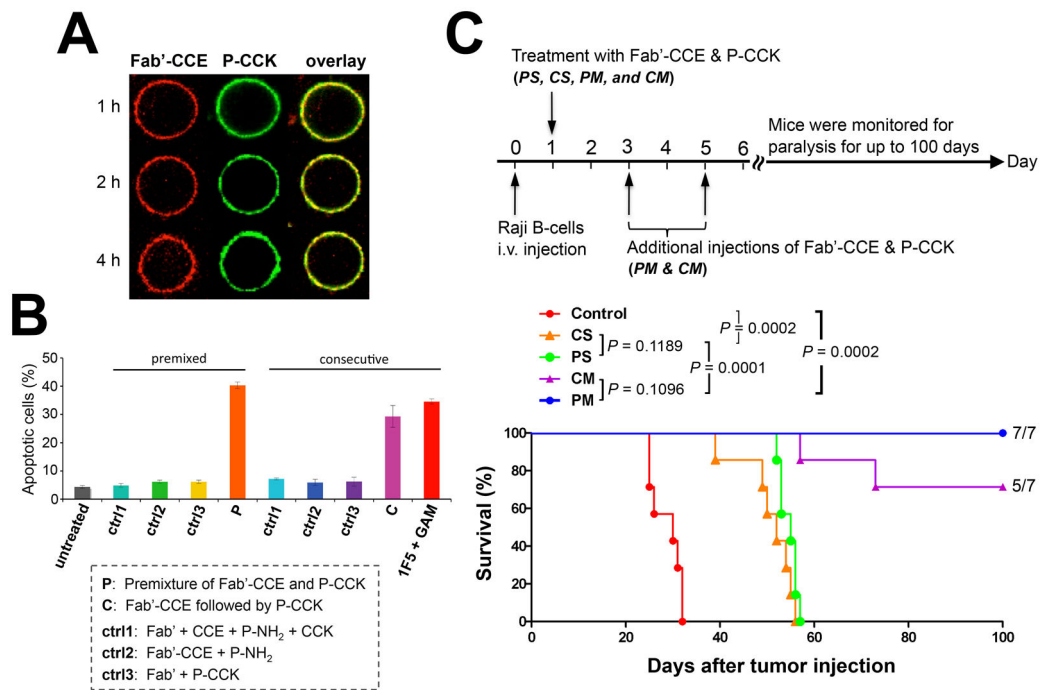 A
Fab'-CCE P-CCK overlay
1 h
2 h
4 h
B
premixed consecutive
Apoptotic cells (%)
50
40
30
20
10
0
untreated ctrl1 ctrl2 ctrl3 P ctrl1 ctrl2 ctrl3 C 1F5 + GAM
P: Premixture of Fab'-CCE and P-CCK
C: Fab'-CCE followed by P-CCK
ctrl1: Fab' + CCE + P-NH₂ + CCK
ctrl2: Fab'-CCE + P-NH₂
ctrl3: Fab' + P-CCK
C
Treatment with Fab'-CCE & P-CCK
(PS, CS, PM, and CM)
Mice were monitored for
paralysis for up to 100 days
0 1 2 3 4 5 6
Day
Raji B-cells
i.v. injection
Additional injections of Fab'-CCE & P-CCK
(PM & CM)
Control
CS
PS
CM
PM
P = 0.1189
P = 0.1096
P = 0.0002
P = 0.0001
P = 0.0002
Survival (%)
100
80
60
40
20
0
0 20 40 60 80 100
7/7
5/7
Days after tumor injection